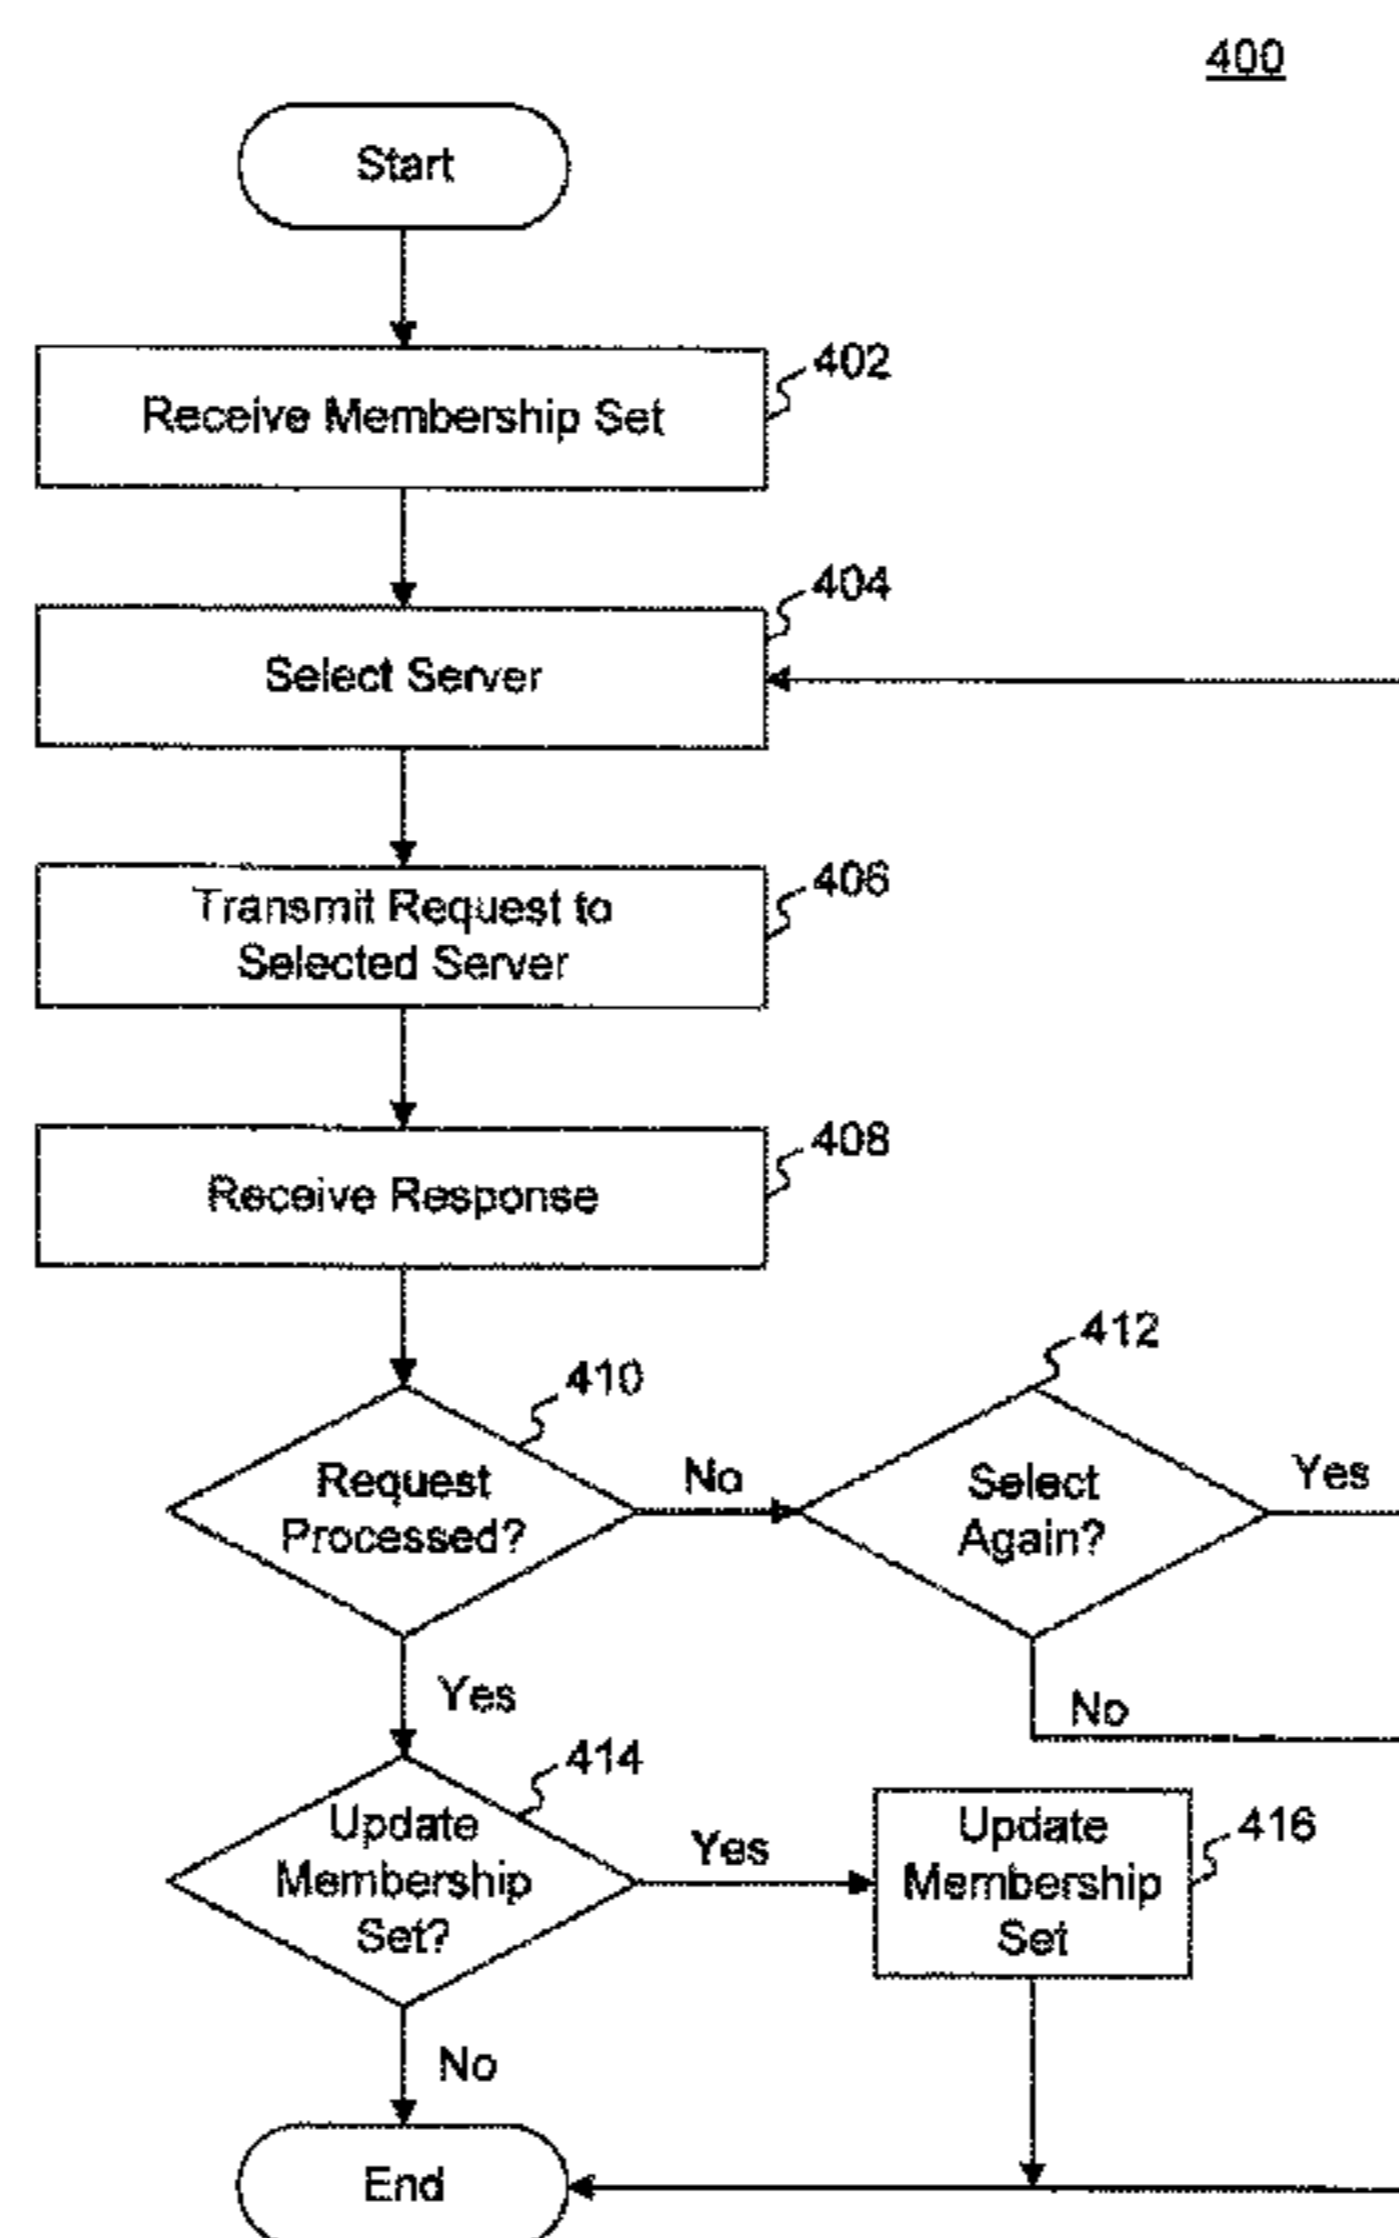 400
Start
402
Receive Membership Set
404
Select Server
406
Transmit Request to
Selected Server
408
Receive Response
410
Request
Processed?
No
412
Select
Again?
Yes
No
Yes
414
Update
Membership
Set?
Yes
416
Update
Membership
Set
No
End